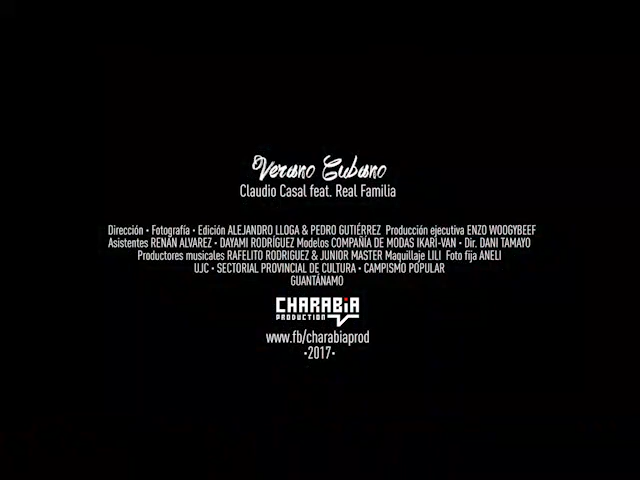 Verano Cubano
Claudio Casal feat. Real Familia
Dirección • Fotografía • Edición ALEJANDRO LLOGA & PEDRO GUTIÉRREZ Producción ejecutiva ENZO WOOGYBEEF
Asistentes RENÁN ALVAREZ • DAYAMI RODRÍGUEZ Modelos COMPAÑÍA DE MODAS IKARÍ-VAN • Dir. DANI TAMAYO
Productores musicales RAFELITO RODRIGUEZ & JUNIOR MASTER Maquillaje LILI Foto fija ANELI
UJC • SECTORIAL PROVINCIAL DE CULTURA • CAMPISMO POPULAR
GUANTÁNAMO
CHARABiA
PRODUCTION
www.fb/charabiaprod
•2017•